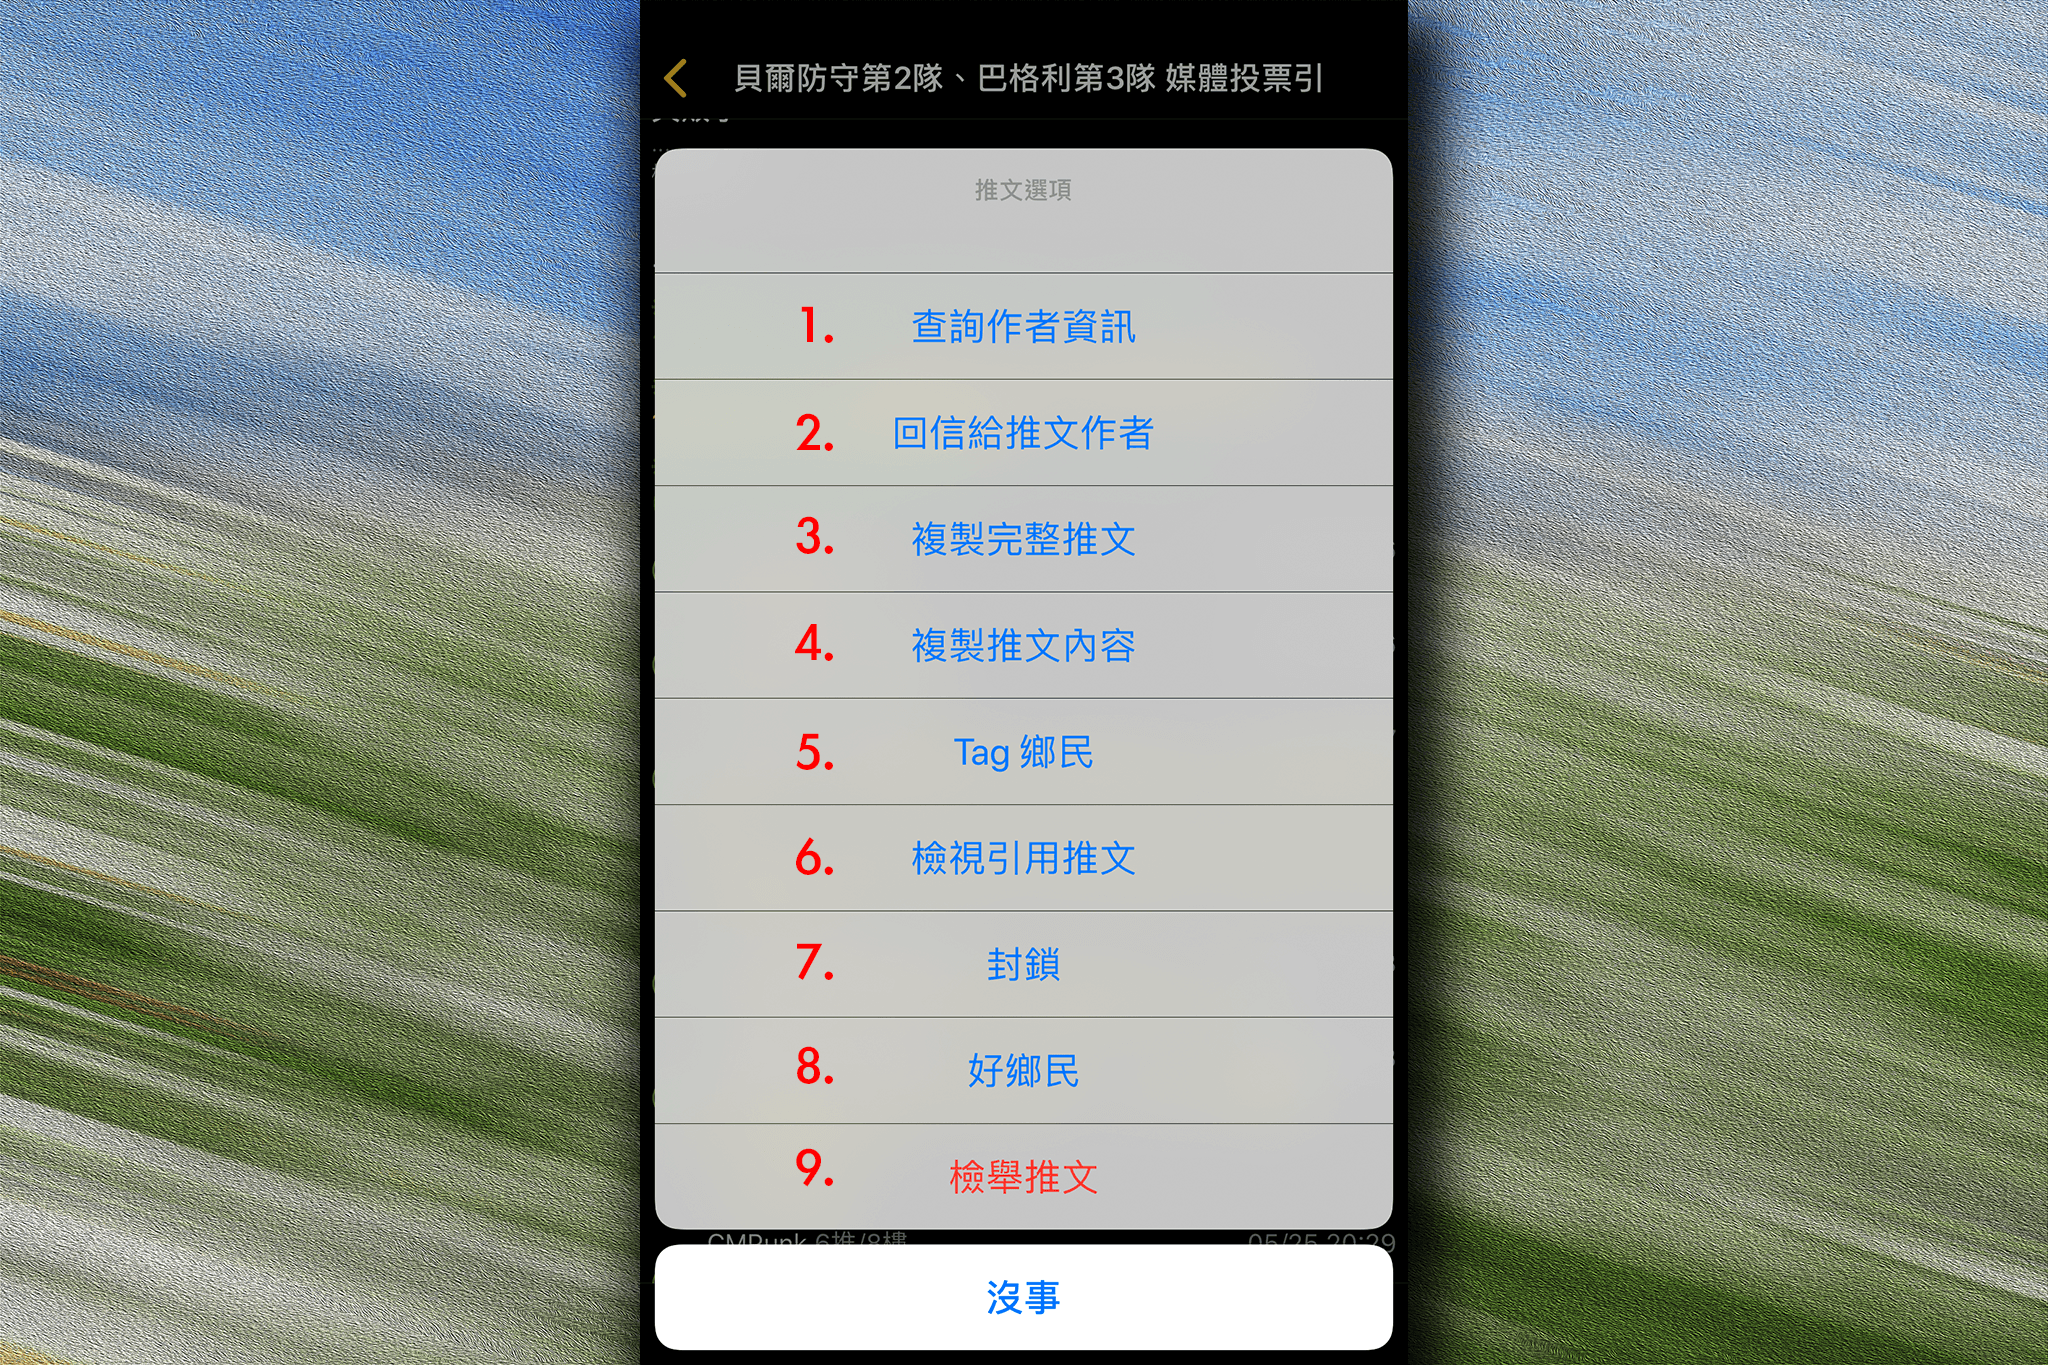 貝爾防守第2隊、巴格利第3隊 媒體投票引
推文選項
1. 查詢作者資訊
2. 回信給推文作者
3. 複製完整推文
4. 複製推文內容
5. Tag 鄉民
6. 檢視引用推文
7. 封鎖
8. 好鄉民
9. 檢舉推文
CMPunk 6推/8樓 05/25 20:29
沒事